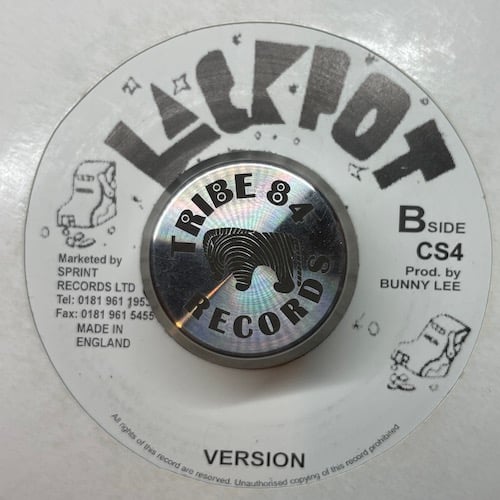 LACKPOT
TRIBE 84
RECORDS
B SIDE
CS4
Prod. by
BUNNY LEE
Marketed by
SPRINT
RECORDS LTD
Tel: 0181 961 1953
Fax: 0181 961 5455
MADE IN
ENGLAND
VERSION
All rights of this record are reserved. Unauthorised copying of this record prohibited